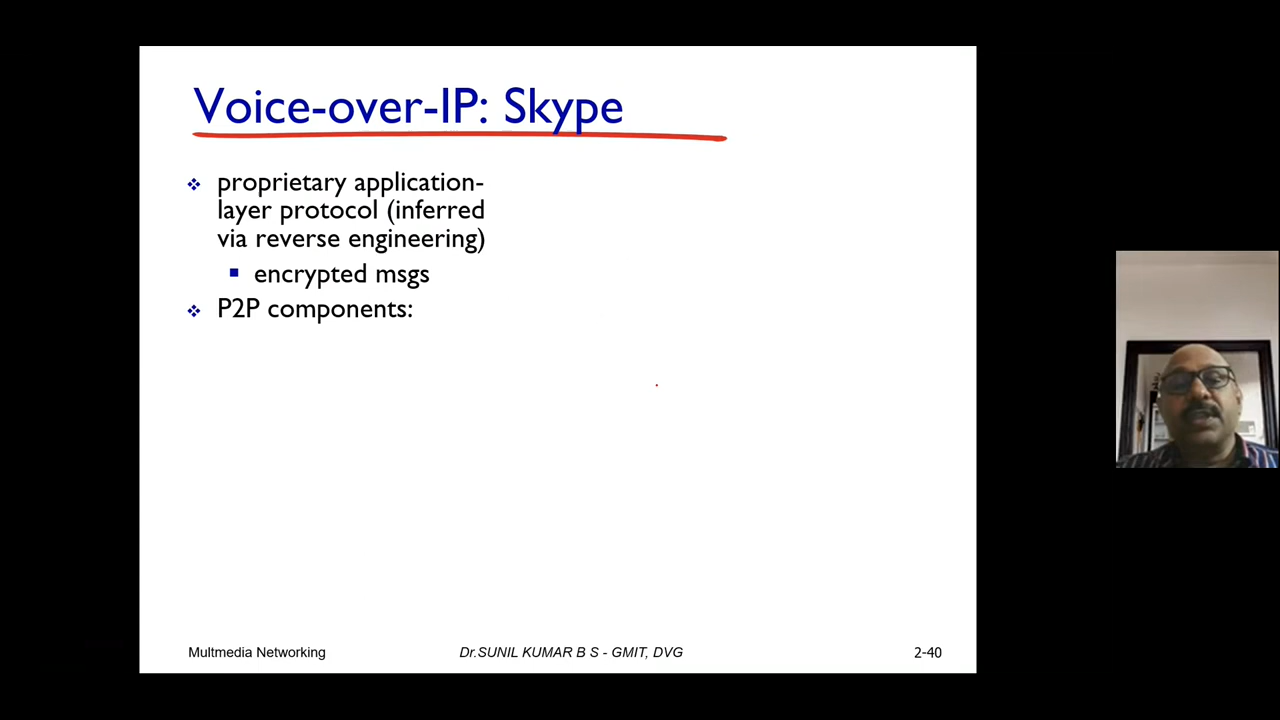 Voice-over-IP: Skype
proprietary application-
layer protocol (inferred
via reverse engineering)
encrypted msgs
P2P components:
Multmedia Networking
Dr.SUNIL KUMAR B S - GMIT, DVG
2-40